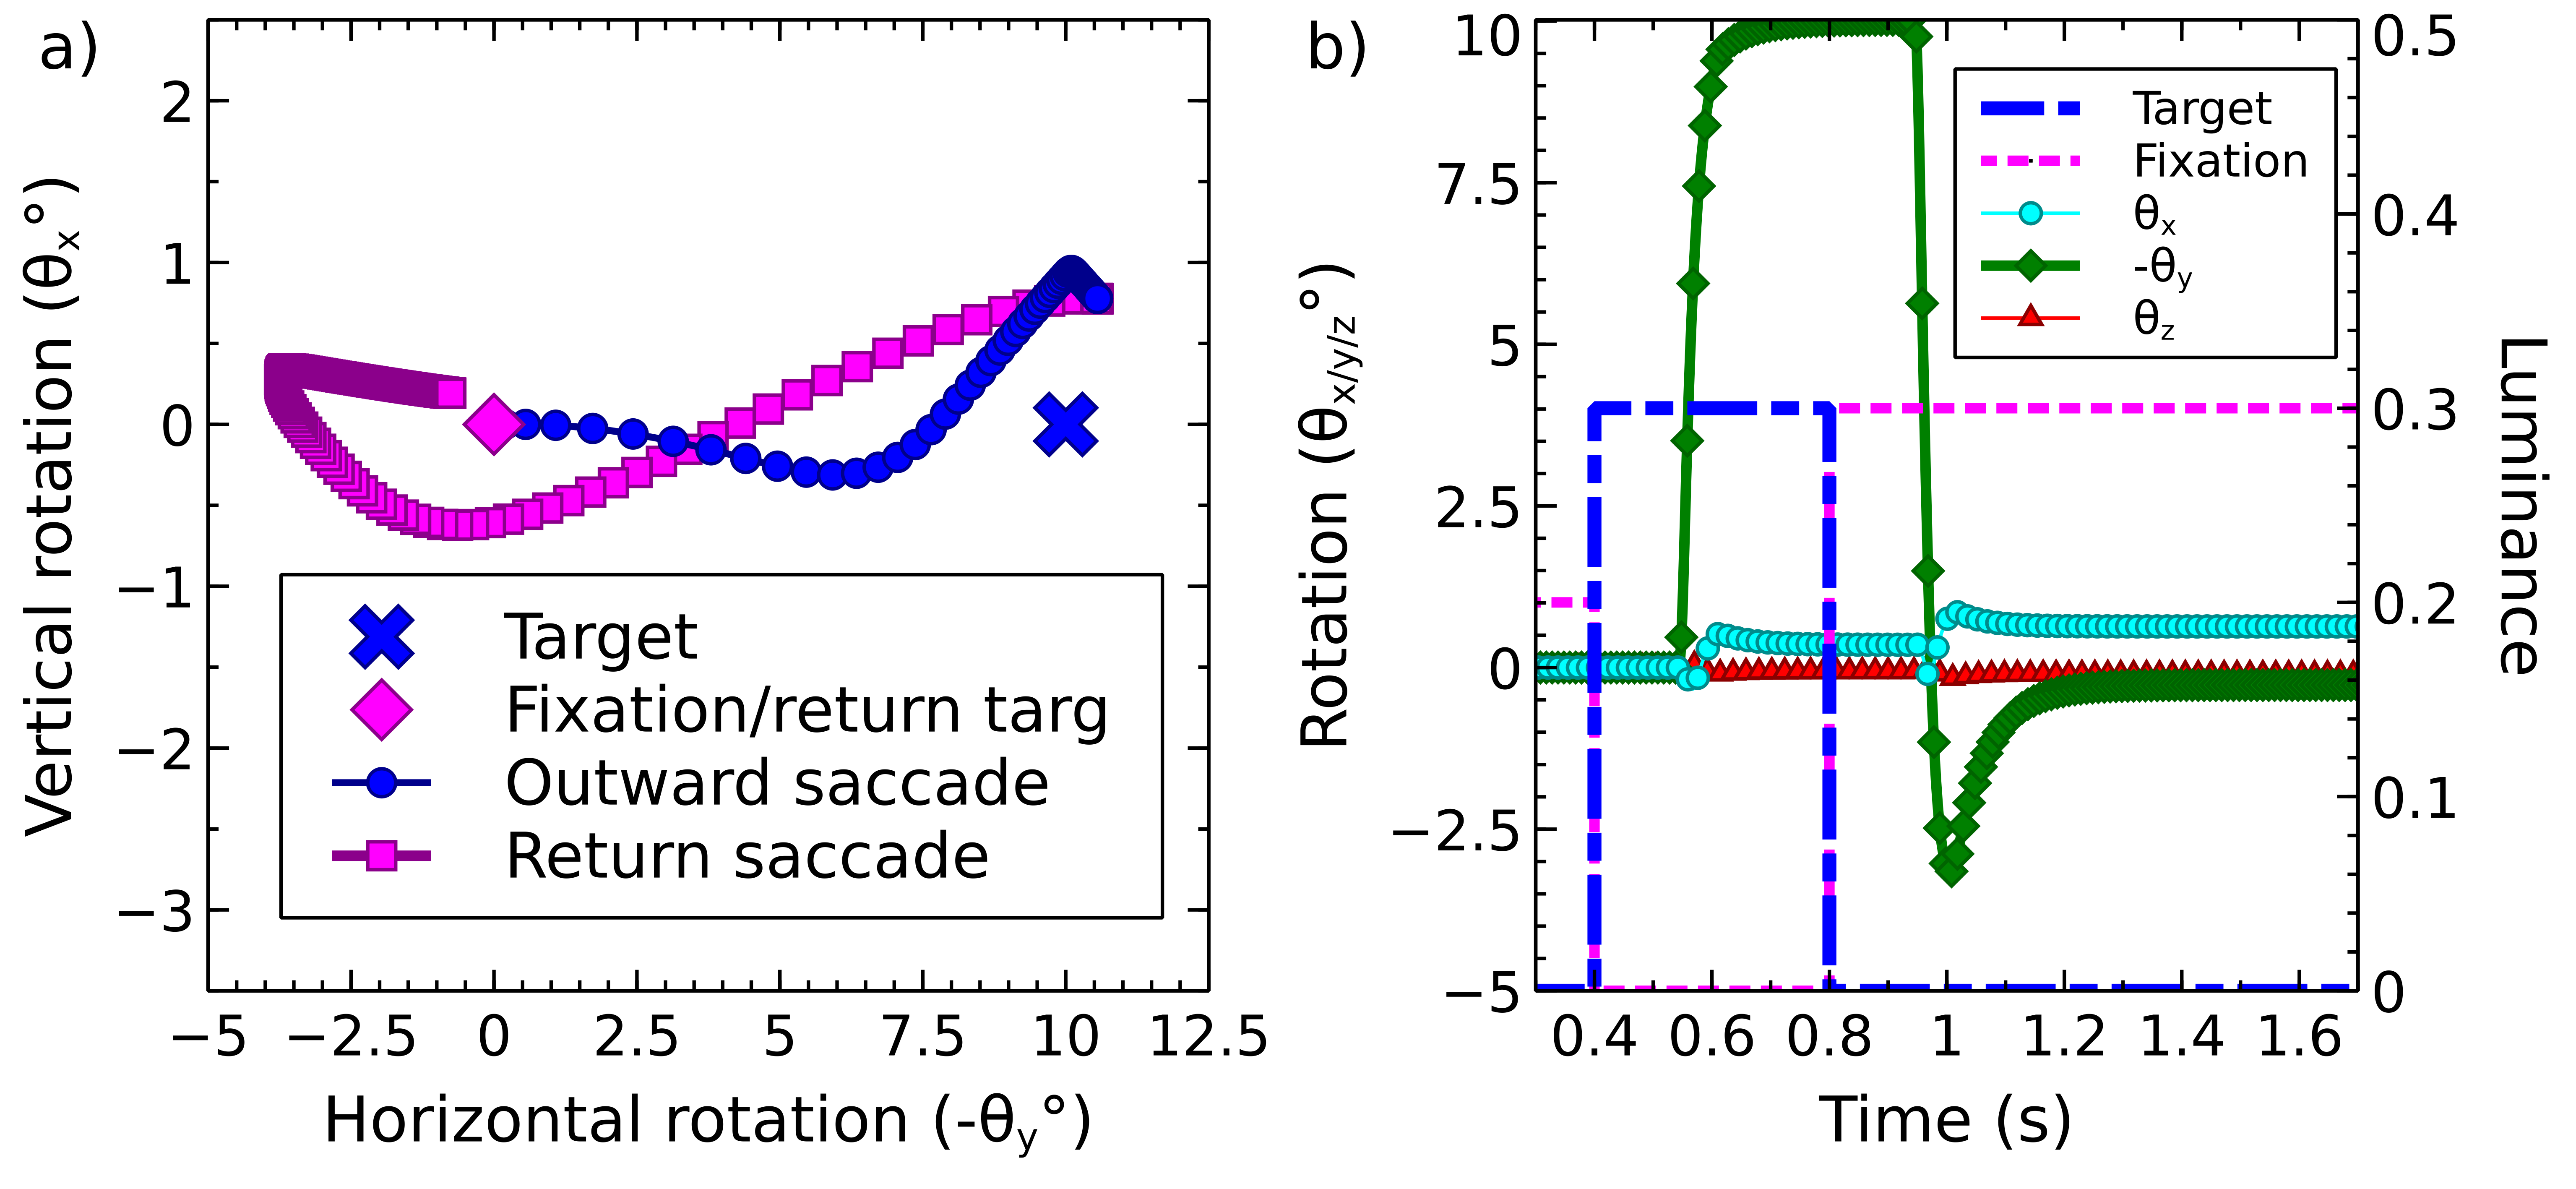 a)
2
1
0
−1
−2
−3
Vertical rotation (θx°)
Target
Fixation/return targ
Outward saccade
Return saccade
−5 −2.5 0 2.5 5 7.5 10 12.5
Horizontal rotation (-θy°)
b)
10
7.5
5
2.5
0
−2.5
−5
Rotation (θx/y/z°)
Target
Fixation
θx
-θy
θz
0.5
0.4
0.3
0.2
0.1
0
Luminance
0.4 0.6 0.8 1 1.2 1.4 1.6
Time (s)